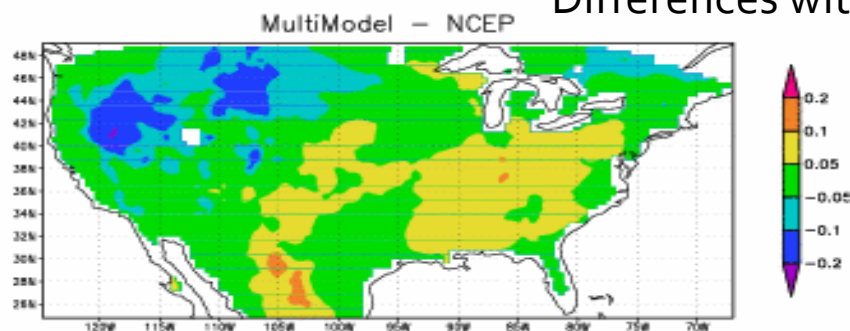 Differences wit
MultiModel – NCEP
48N
46N
44N
42N
40N
38N
36N
34N
32N
30N
28N
26N
120W 115W 110W 105W 100W 95W 90W 85W 80W 75W 70W
0.2
0.1
0.05
-0.05
-0.1
-0.2